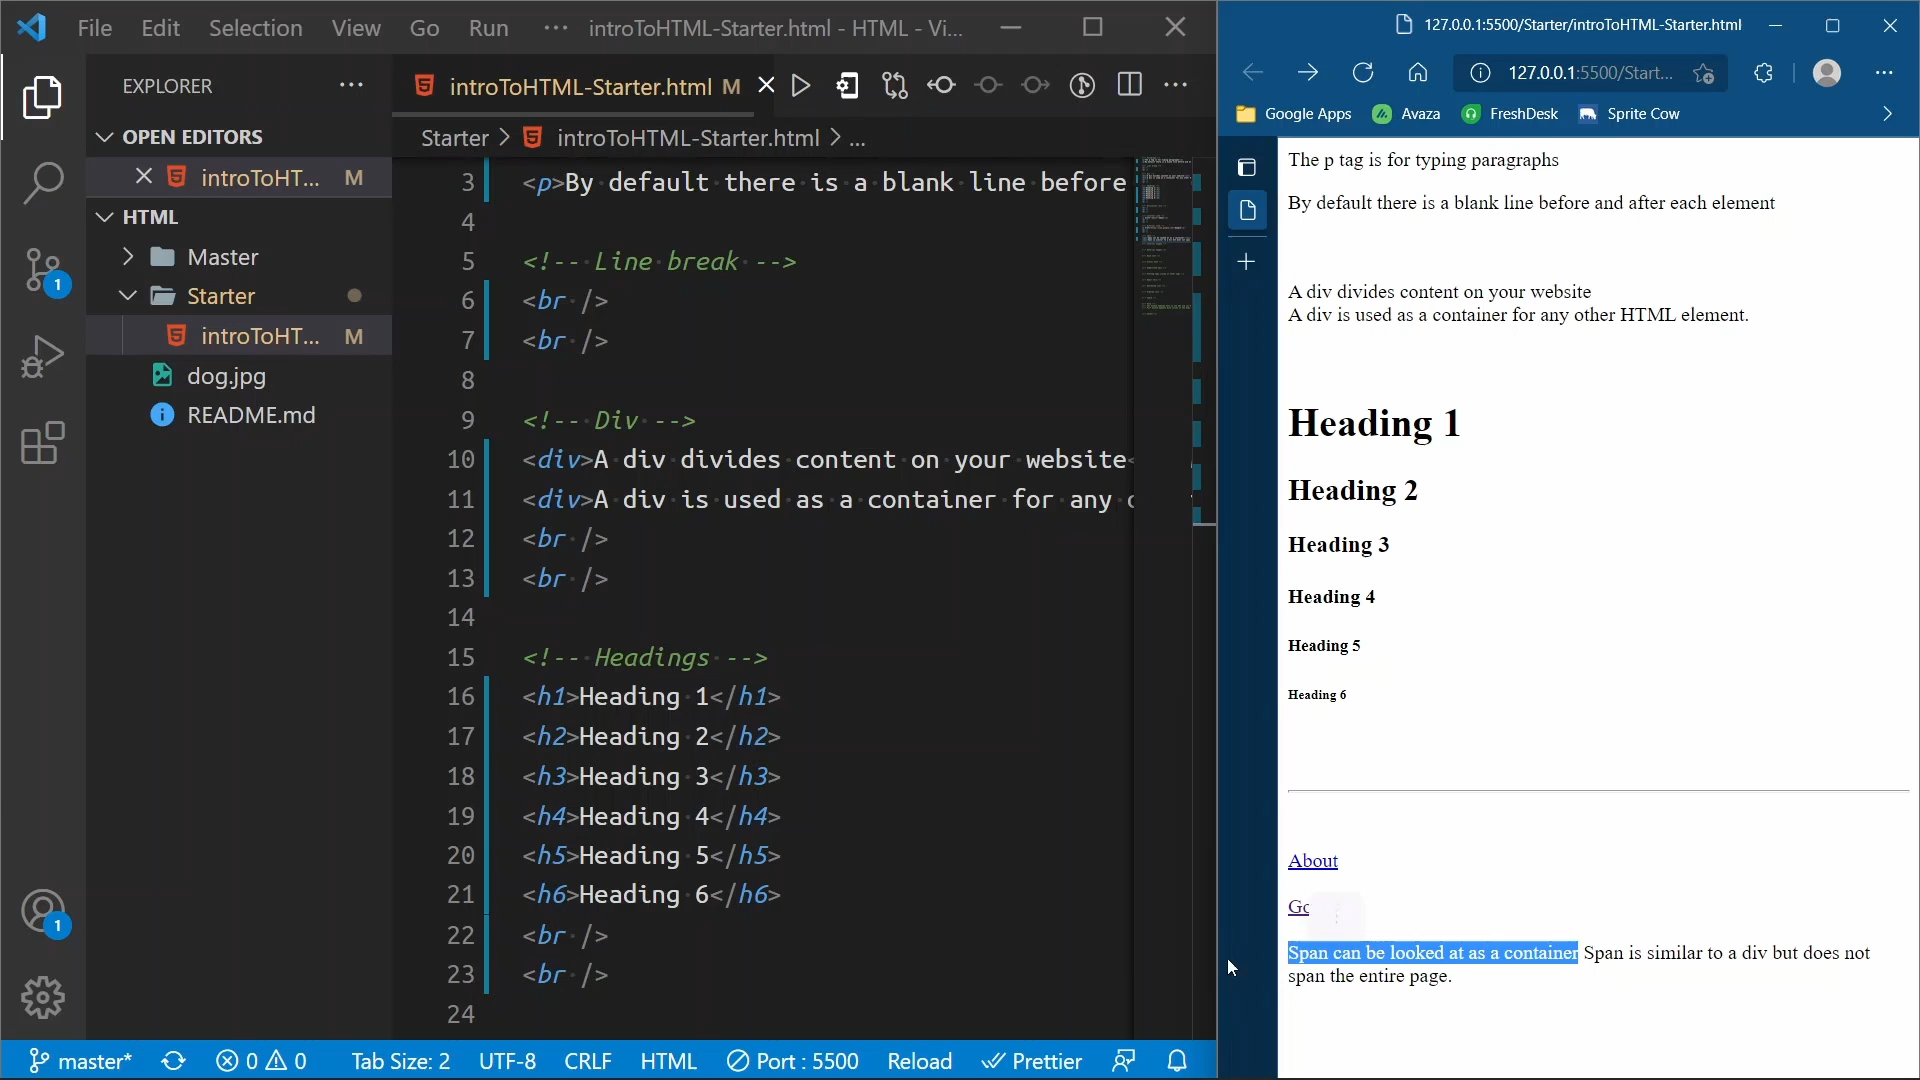 File Edit Selection View Go Run ··· introToHTML-Starter.html - HTML - Vi...
EXPLORER
OPEN EDITORS
introToHT... M
HTML
Master
Starter
introToHT... M
dog.jpg
README.md
1
1
introToHTML-Starter.html M
Starter > introToHTML-Starter.html > ...
3 <p>By default there is a blank line before
4
5 <!-- Line break -->
6 <br />
7 <br />
8
9 <!-- Div -->
10 <div>A div divides content on your website
11 <div>A div is used as a container for any
12 <br />
13 <br />
14
15 <!-- Headings -->
16 <h1>Heading 1</h1>
17 <h2>Heading 2</h2>
18 <h3>Heading 3</h3>
19 <h4>Heading 4</h4>
20 <h5>Heading 5</h5>
21 <h6>Heading 6</h6>
22 <br />
23 <br />
24
master* 0 0 Tab Size: 2 UTF-8 CRLF HTML Port : 5500 Reload Prettier
127.0.0.1:5500/Starter/introToHTML-Starter.html
127.0.0.1:5500/Start...
Google Apps Avaza FreshDesk Sprite Cow
The p tag is for typing paragraphs
By default there is a blank line before and after each element
A div divides content on your website
A div is used as a container for any other HTML element.
Heading 1
Heading 2
Heading 3
Heading 4
Heading 5
Heading 6
About
Go
Span can be looked at as a container Span is similar to a div but does not
span the entire page.